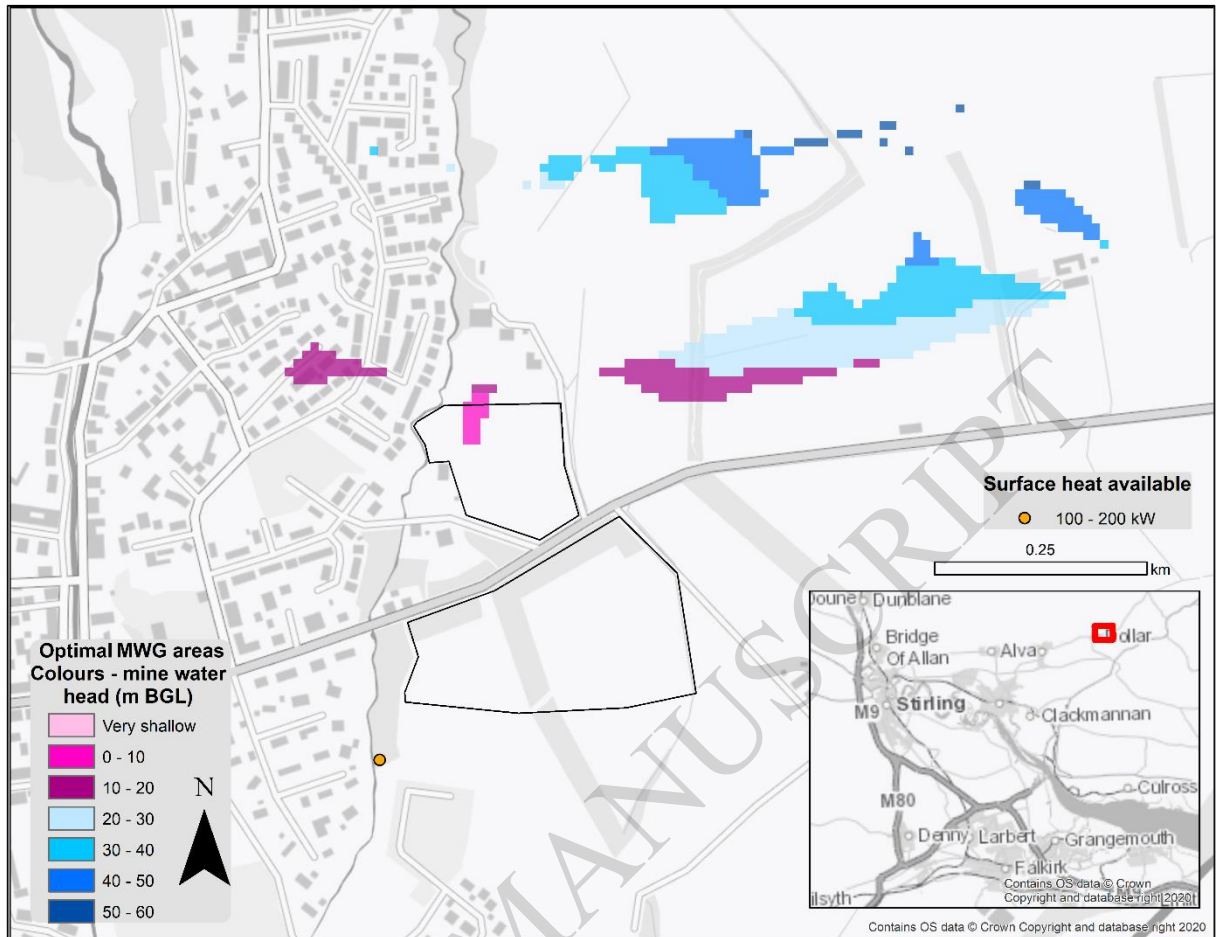 MANUSCRIPT
Surface heat available
100 - 200 kW
0.25
km
Optimal MWG areas
Colours - mine water
head (m BGL)
Very shallow
0 - 10
10 - 20
20 - 30
30 - 40
40 - 50
50 - 60
N
Doune
Dunblane
Bridge
Of Allan
Alva
Dollar
Stirling
M9
Clackmannan
Culross
M80
Denny
Larbert
Grangemouth
Falkirk
ilsyth
M9
Contains OS data © Crown
Copyright and database right 2020
Contains OS data © Crown Copyright and database right 2020